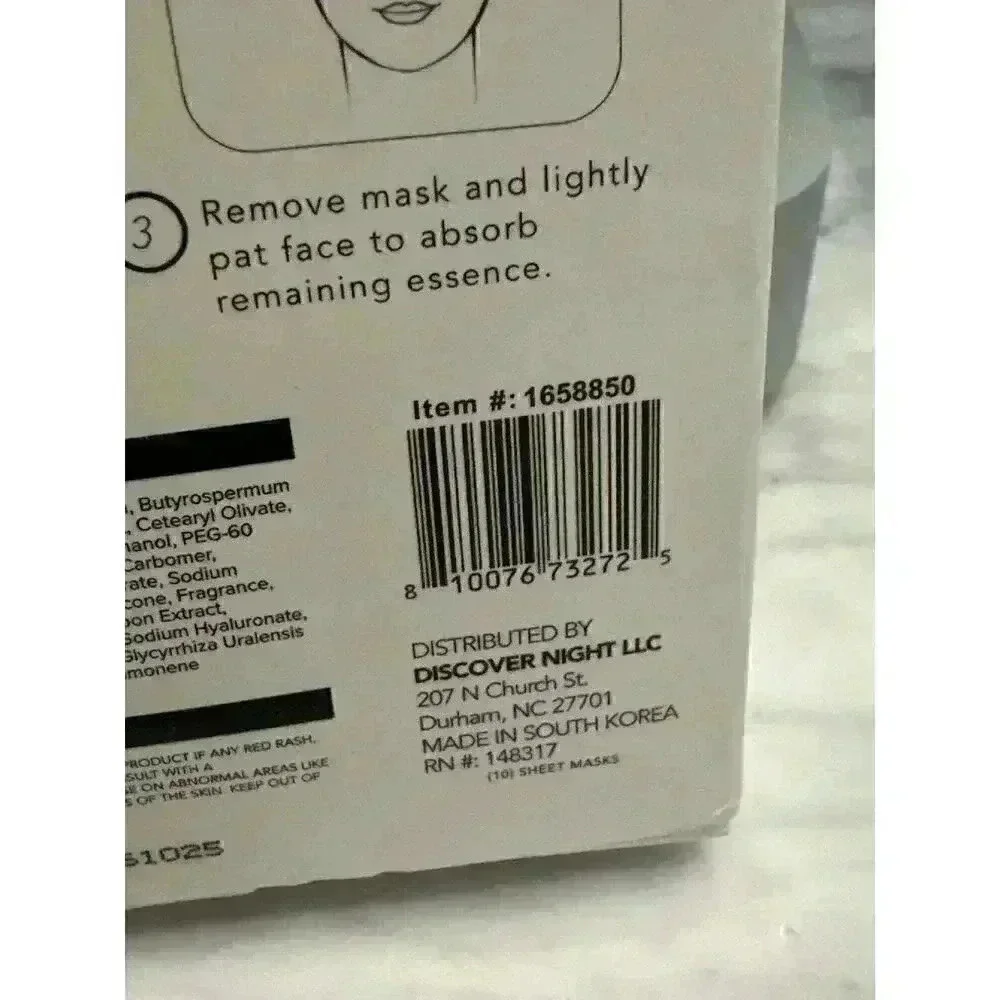 3
Remove mask and lightly
pat face to absorb
remaining essence.
Item #: 1658850
8 10076 73272 5
, Butyrospermum
, Cetearyl Olivate,
anol, PEG-60
Carbomer,
rate, Sodium
cone, Fragrance,
on Extract,
Sodium Hyaluronate,
Glycyrrhiza Uralensis
monene
PRODUCT IF ANY RED RASH,
SULT WITH A
E ON ABNORMAL AREAS LIKE
S OF THE SKIN. KEEP OUT OF
61025
DISTRIBUTED BY
DISCOVER NIGHT LLC
207 N Church St.
Durham, NC 27701
MADE IN SOUTH KOREA
RN #: 148317
(10) SHEET MASKS